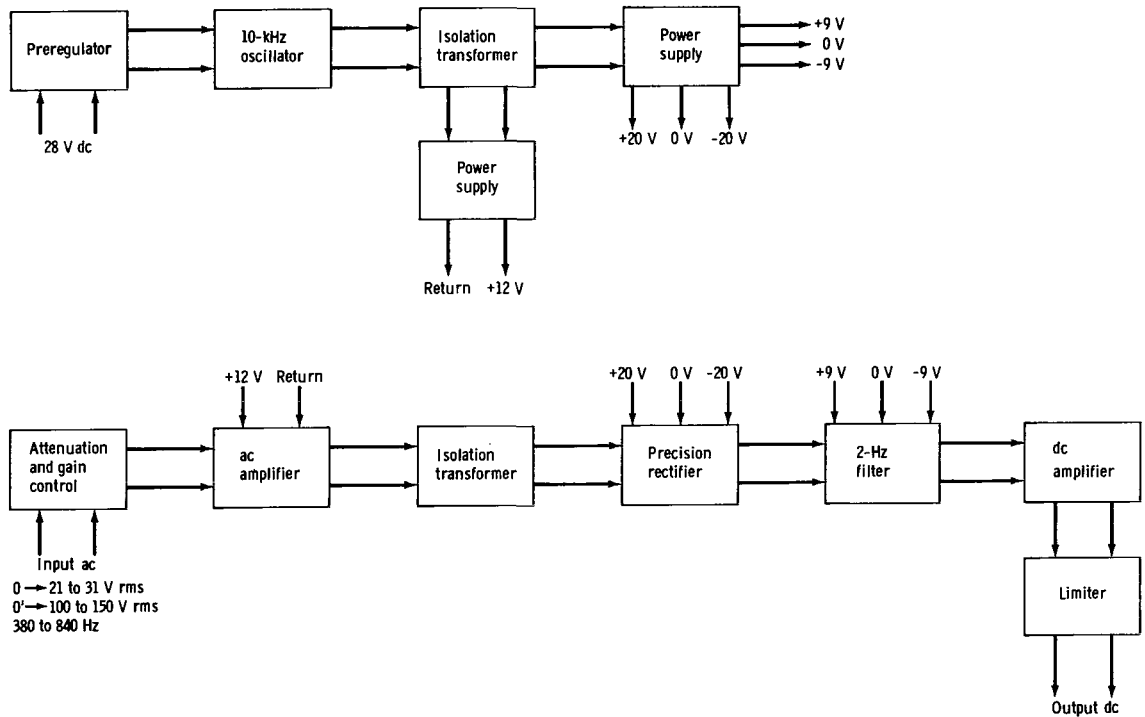 Preregulator
10-kHz
oscillator
Isolation
transformer
Power
supply
+9 V
0 V
-9 V
28 V dc
+20 V 0 V -20 V
Power
supply
Return +12 V
+12 V Return
+20 V 0 V -20 V
+9 V 0 V -9 V
Attenuation
and gain
control
ac
amplifier
Isolation
transformer
Precision
rectifier
2-Hz
filter
dc
amplifier
Input ac
0 → 21 to 31 V rms
0' → 100 to 150 V rms
380 to 840 Hz
Limiter
Output dc